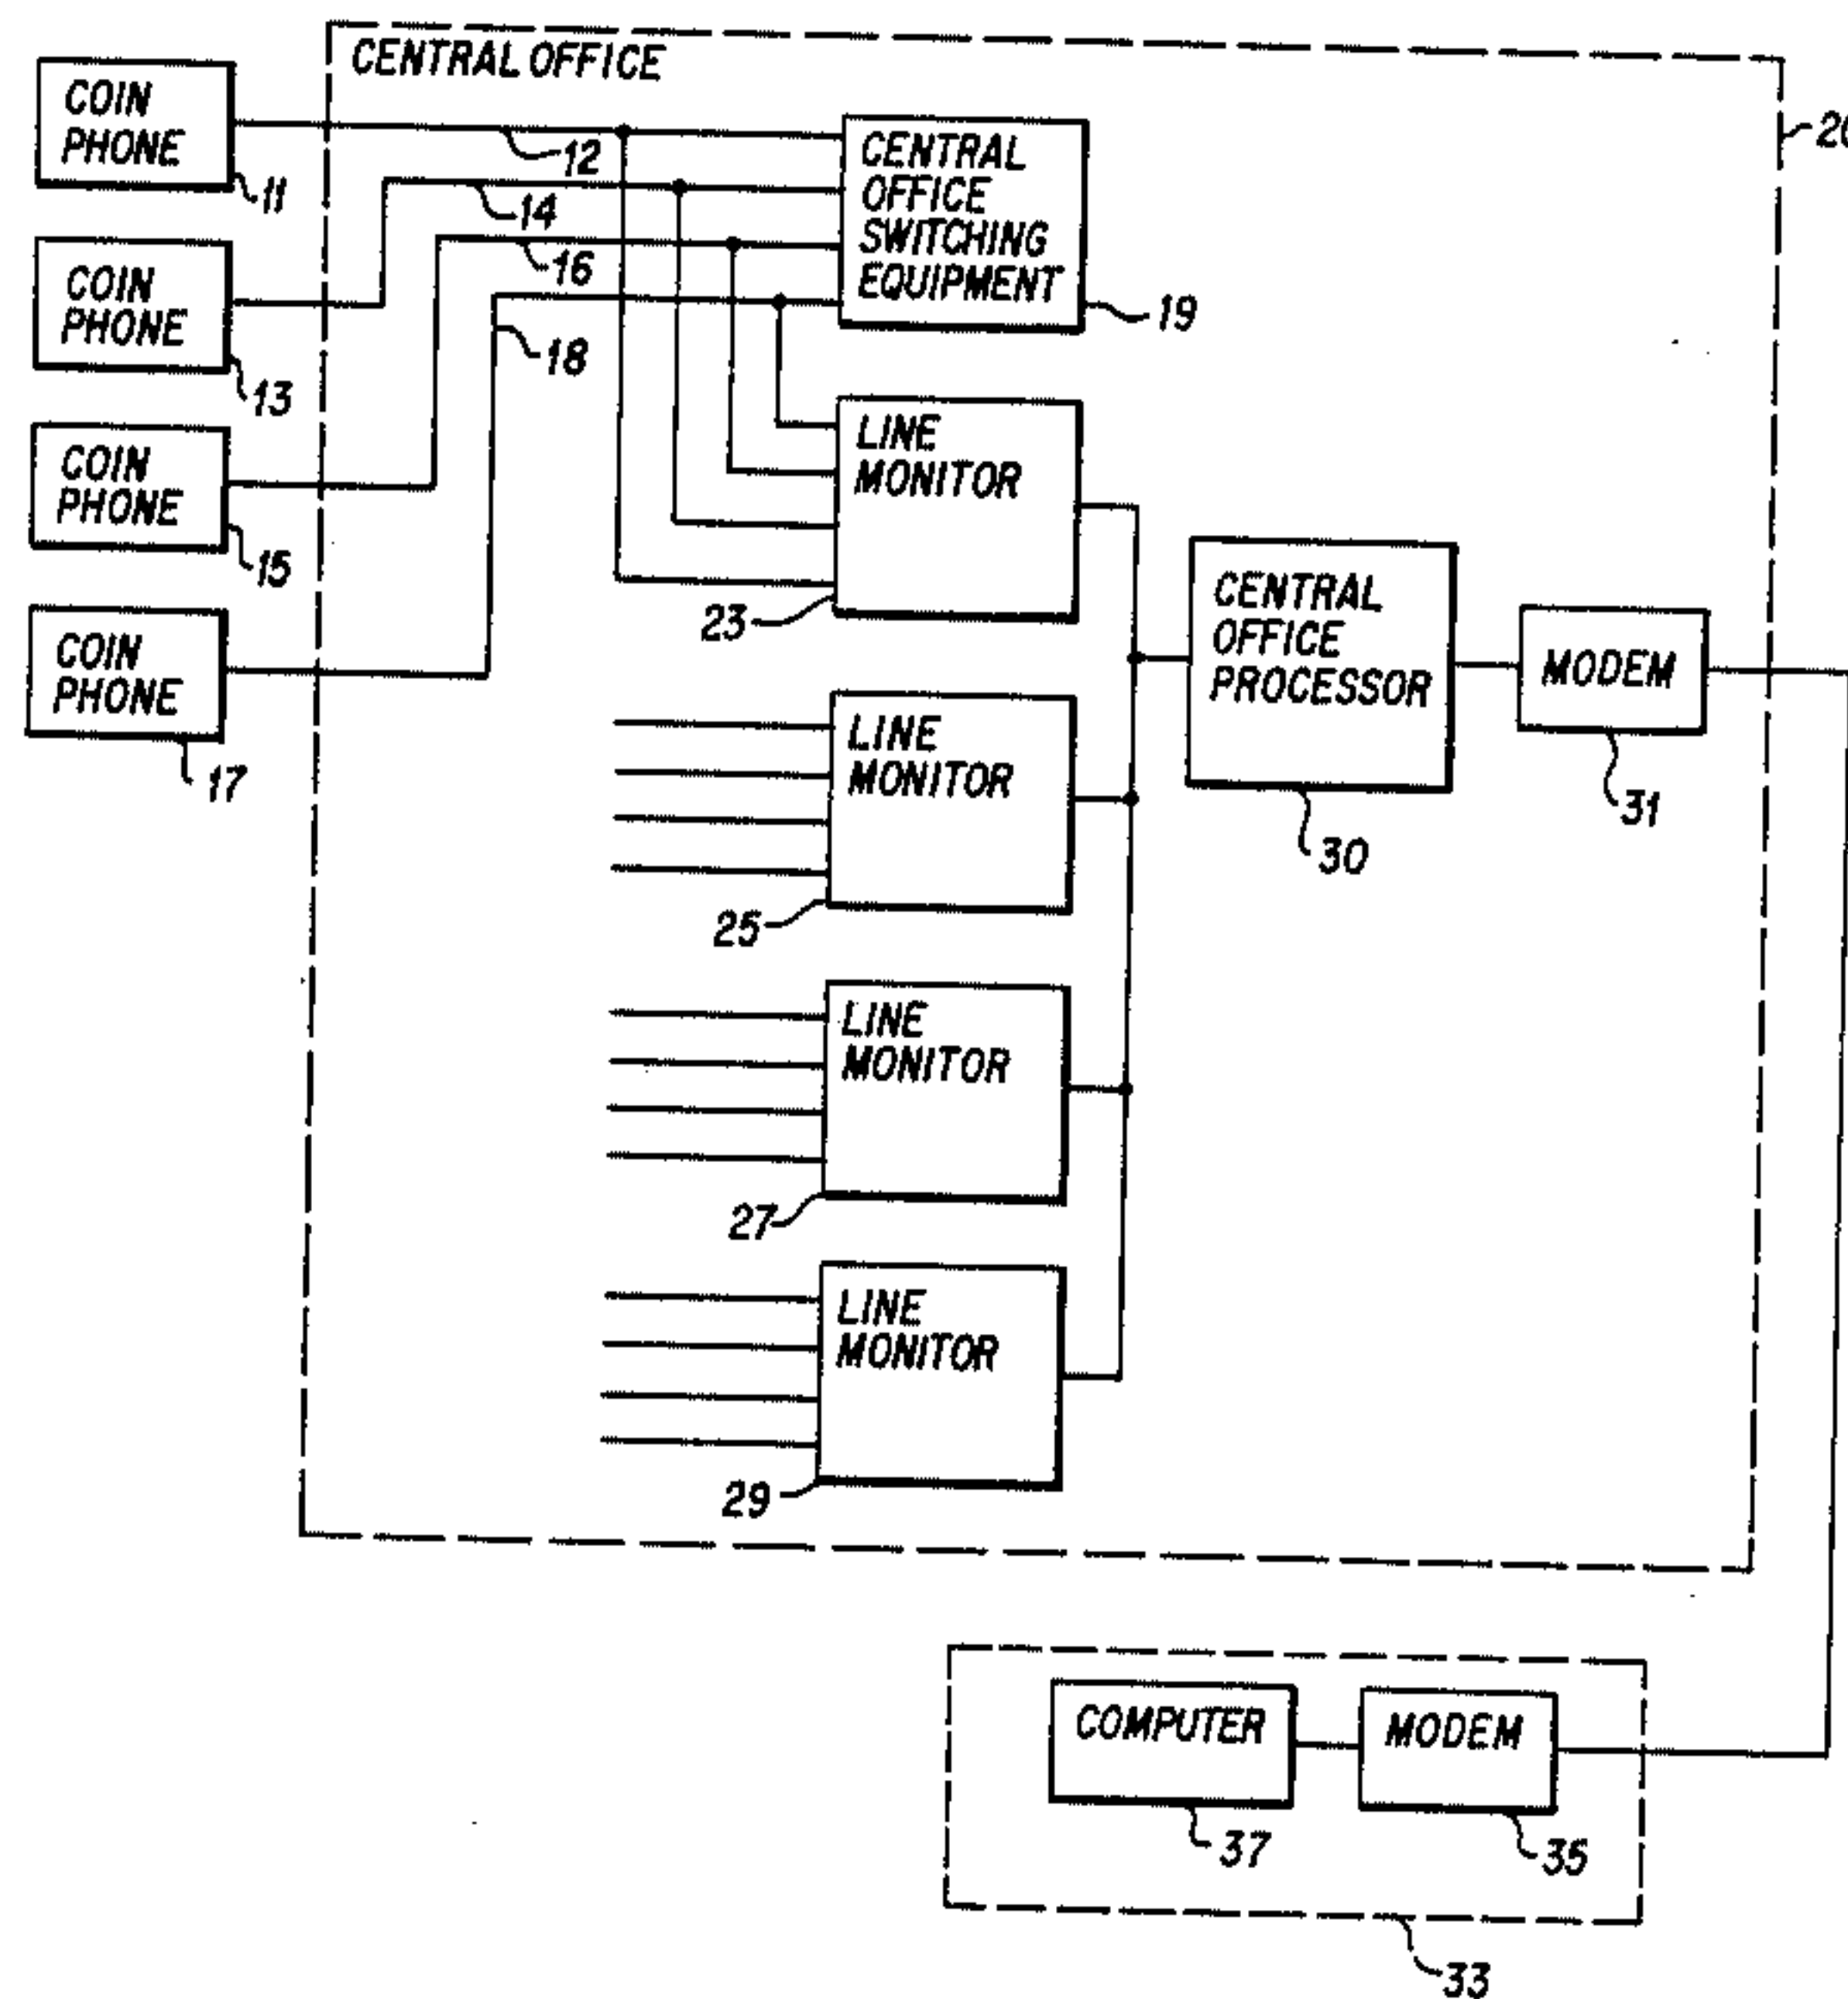 CENTRAL OFFICE
COIN
PHONE
11
12
CENTRAL
OFFICE
SWITCHING
EQUIPMENT
19
20
14
16
18
COIN
PHONE
13
COIN
PHONE
15
COIN
PHONE
17
LINE
MONITOR
23
LINE
MONITOR
25
LINE
MONITOR
27
LINE
MONITOR
29
CENTRAL
OFFICE
PROCESSOR
30
MODEM
31
COMPUTER
37
MODEM
35
33